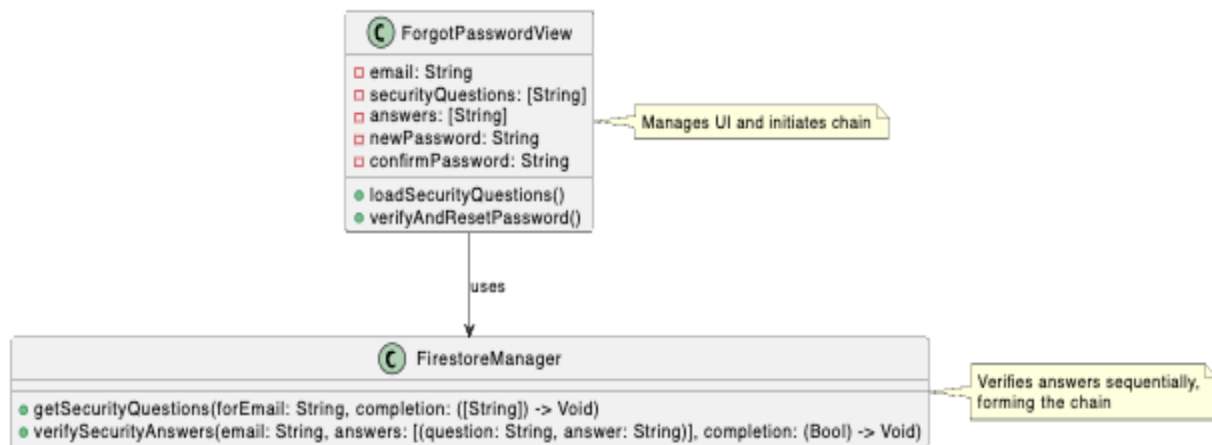 C ForgotPasswordView
email: String
securityQuestions: [String]
answers: [String]
newPassword: String
confirmPassword: String
loadSecurityQuestions()
verifyAndResetPassword()
Manages UI and initiates chain
uses
C FirestoreManager
getSecurityQuestions(forEmail: String, completion: ([String]) -> Void)
verifySecurityAnswers(email: String, answers: [(question: String, answer: String)], completion: (Bool) -> Void)
Verifies answers sequentially,
forming the chain